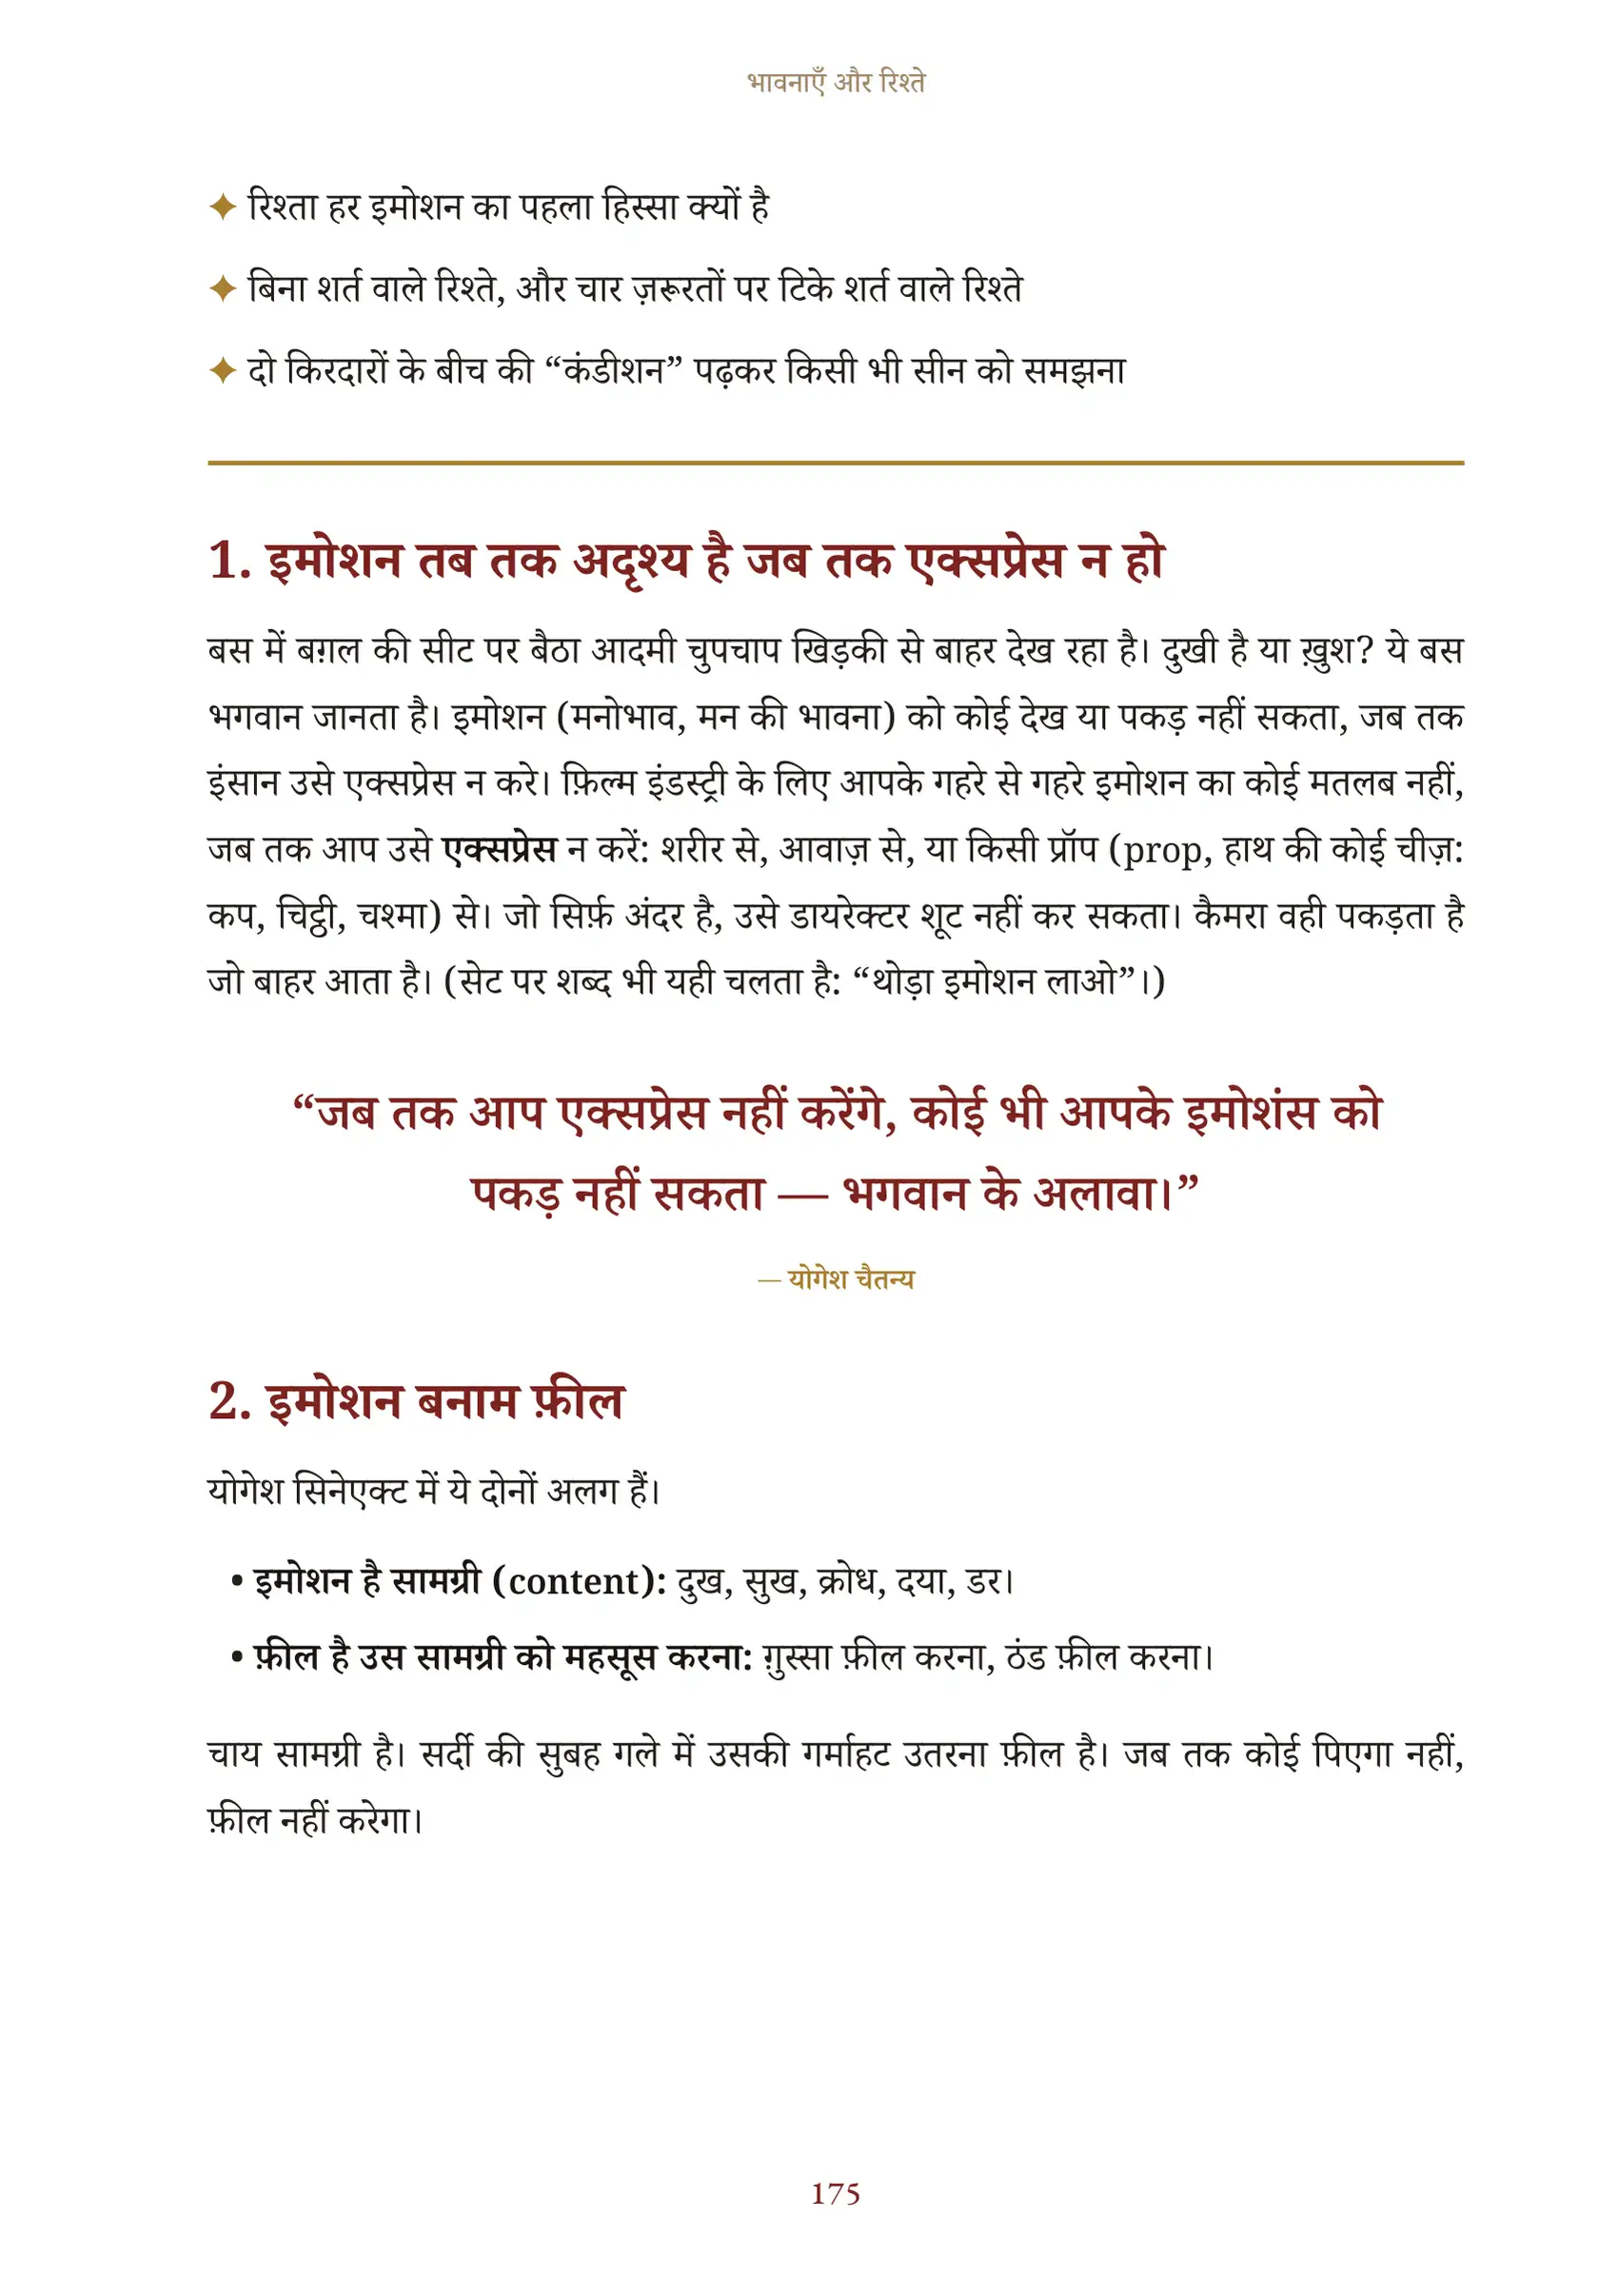 भावनाएँ और रिश्ते
✦ रिश्ता हर इमोशन का पहला हिस्सा क्यों है
✦ बिना शर्त वाले रिश्ते, और चार ज़रूरतों पर टिके शर्त वाले रिश्ते
✦ दो किरदारों के बीच की “कंडीशन” पढ़कर किसी भी सीन को समझना
1. इमोशन तब तक अदृश्य है जब तक एक्सप्रेस न हो
बस में बग़ल की सीट पर बैठा आदमी चुपचाप खिड़की से बाहर देख रहा है। दुखी है या ख़ुश? ये बस
भगवान जानता है। इमोशन (मनोभाव, मन की भावना) को कोई देख या पकड़ नहीं सकता, जब तक
इंसान उसे एक्सप्रेस न करे। फ़िल्म इंडस्ट्री के लिए आपके गहरे से गहरे इमोशन का कोई मतलब नहीं,
जब तक आप उसे एक्सप्रेस न करें: शरीर से, आवाज़ से, या किसी प्रॉप (prop, हाथ की कोई चीज़:
कप, चिट्ठी, चश्मा) से। जो सिर्फ़ अंदर है, उसे डायरेक्टर शूट नहीं कर सकता। कैमरा वही पकड़ता है
जो बाहर आता है। (सेट पर शब्द भी यही चलता है: “थोड़ा इमोशन लाओ”।)
“जब तक आप एक्सप्रेस नहीं करेंगे, कोई भी आपके इमोशंस को
पकड़ नहीं सकता — भगवान के अलावा।”
— योगेश चैतन्य
2. इमोशन बनाम फ़ील
योगेश सिनेएक्ट में ये दोनों अलग हैं।
• इमोशन है सामग्री (content): दुख, सुख, क्रोध, दया, डर।
• फ़ील है उस सामग्री को महसूस करना: ग़ुस्सा फ़ील करना, ठंड फ़ील करना।
चाय सामग्री है। सर्दी की सुबह गले में उसकी गर्माहट उतरना फ़ील है। जब तक कोई पिएगा नहीं,
फ़ील नहीं करेगा।
175